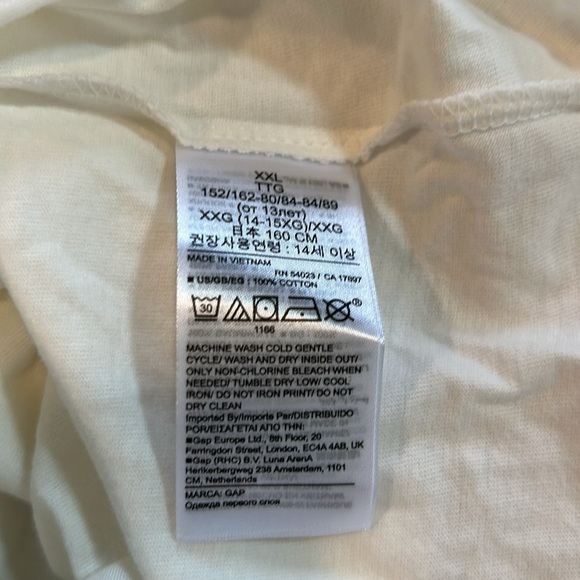 XXL
TTG
152/162-80/84-84/89
(от 13лет)
XXG (14-15XG)/XXG
日本 160 CM
권장사용연령 : 14세 이상
MADE IN VIETNAM
RN 54023 / CA 17897
■ US/GB/EG : 100% COTTON
30
1166
MACHINE WASH COLD GENTLE
CYCLE/ WASH AND DRY INSIDE OUT/
ONLY NON-CHLORINE BLEACH WHEN
NEEDED/ TUMBLE DRY LOW/ COOL
IRON/ DO NOT IRON PRINT/ DO NOT
DRY CLEAN
Imported By/Importe Par/DISTRIBUIDO
POR/ΕΙΣΑΓΕΤΑΙ ΑΠΟ ΤΗΝ:
■Gap Europe Ltd., 8th Floor, 20
Farringdon Street, London, EC4A 4AB, UK
■Gap (RHC) B.V. Luna ArenA
Herikerbergweg 238 Amsterdam, 1101
CM, Netherlands
MARCA: GAP
Одежда первого слоя